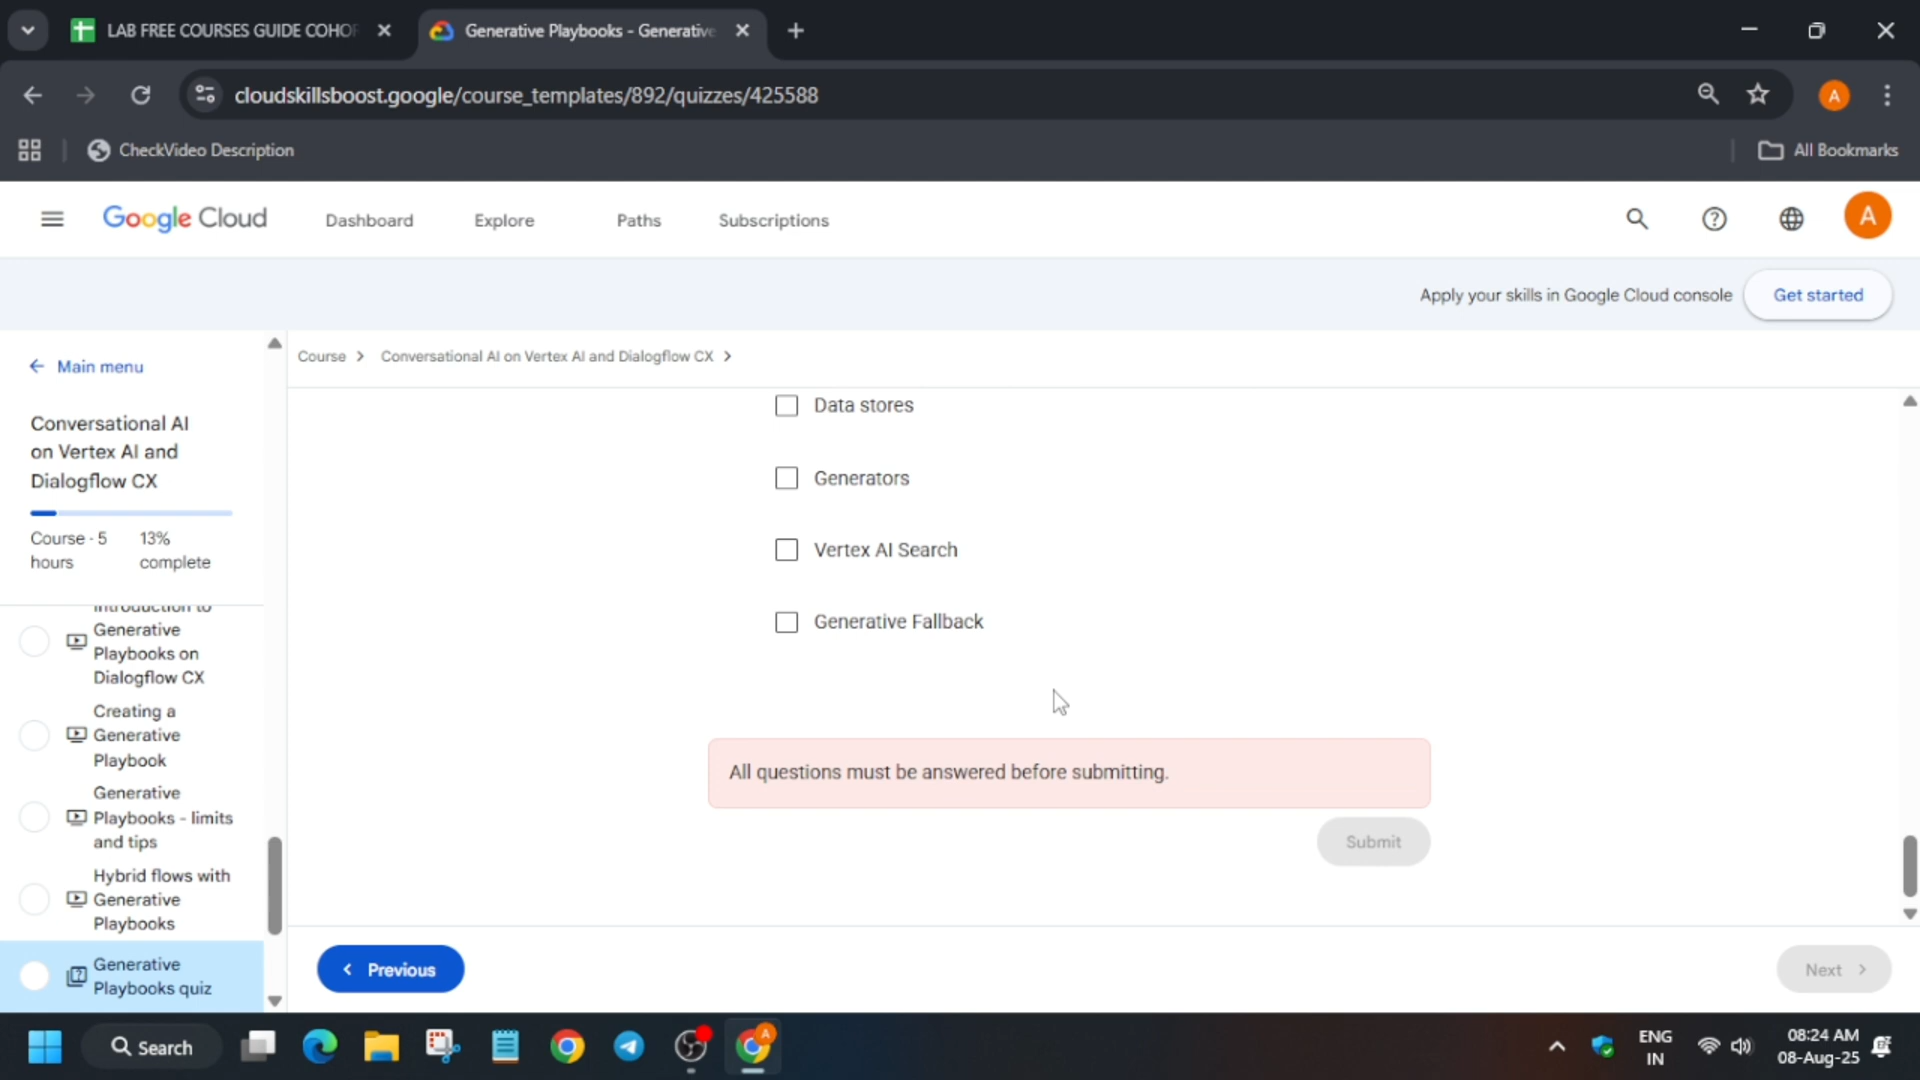 LAB FREE COURSES GUIDE COHOR
Generative Playbooks - Generative
cloudskillsboost.google/course_templates/892/quizzes/425588
A
CheckVideo Description
All Bookmarks
Google Cloud
Dashboard
Explore
Paths
Subscriptions
A
Apply your skills in Google Cloud console
Get started
Main menu
Course
Conversational AI on Vertex AI and Dialogflow CX
Conversational AI
on Vertex AI and
Dialogflow CX
Course · 5
hours
13%
complete
Introduction to
Generative
Playbooks on
Dialogflow CX
Creating a
Generative
Playbook
Generative
Playbooks - limits
and tips
Hybrid flows with
Generative
Playbooks
Generative
Playbooks quiz
Data stores
Generators
Vertex AI Search
Generative Fallback
All questions must be answered before submitting.
Submit
Previous
Next
Search
A
ENG
IN
08:24 AM
08-Aug-25